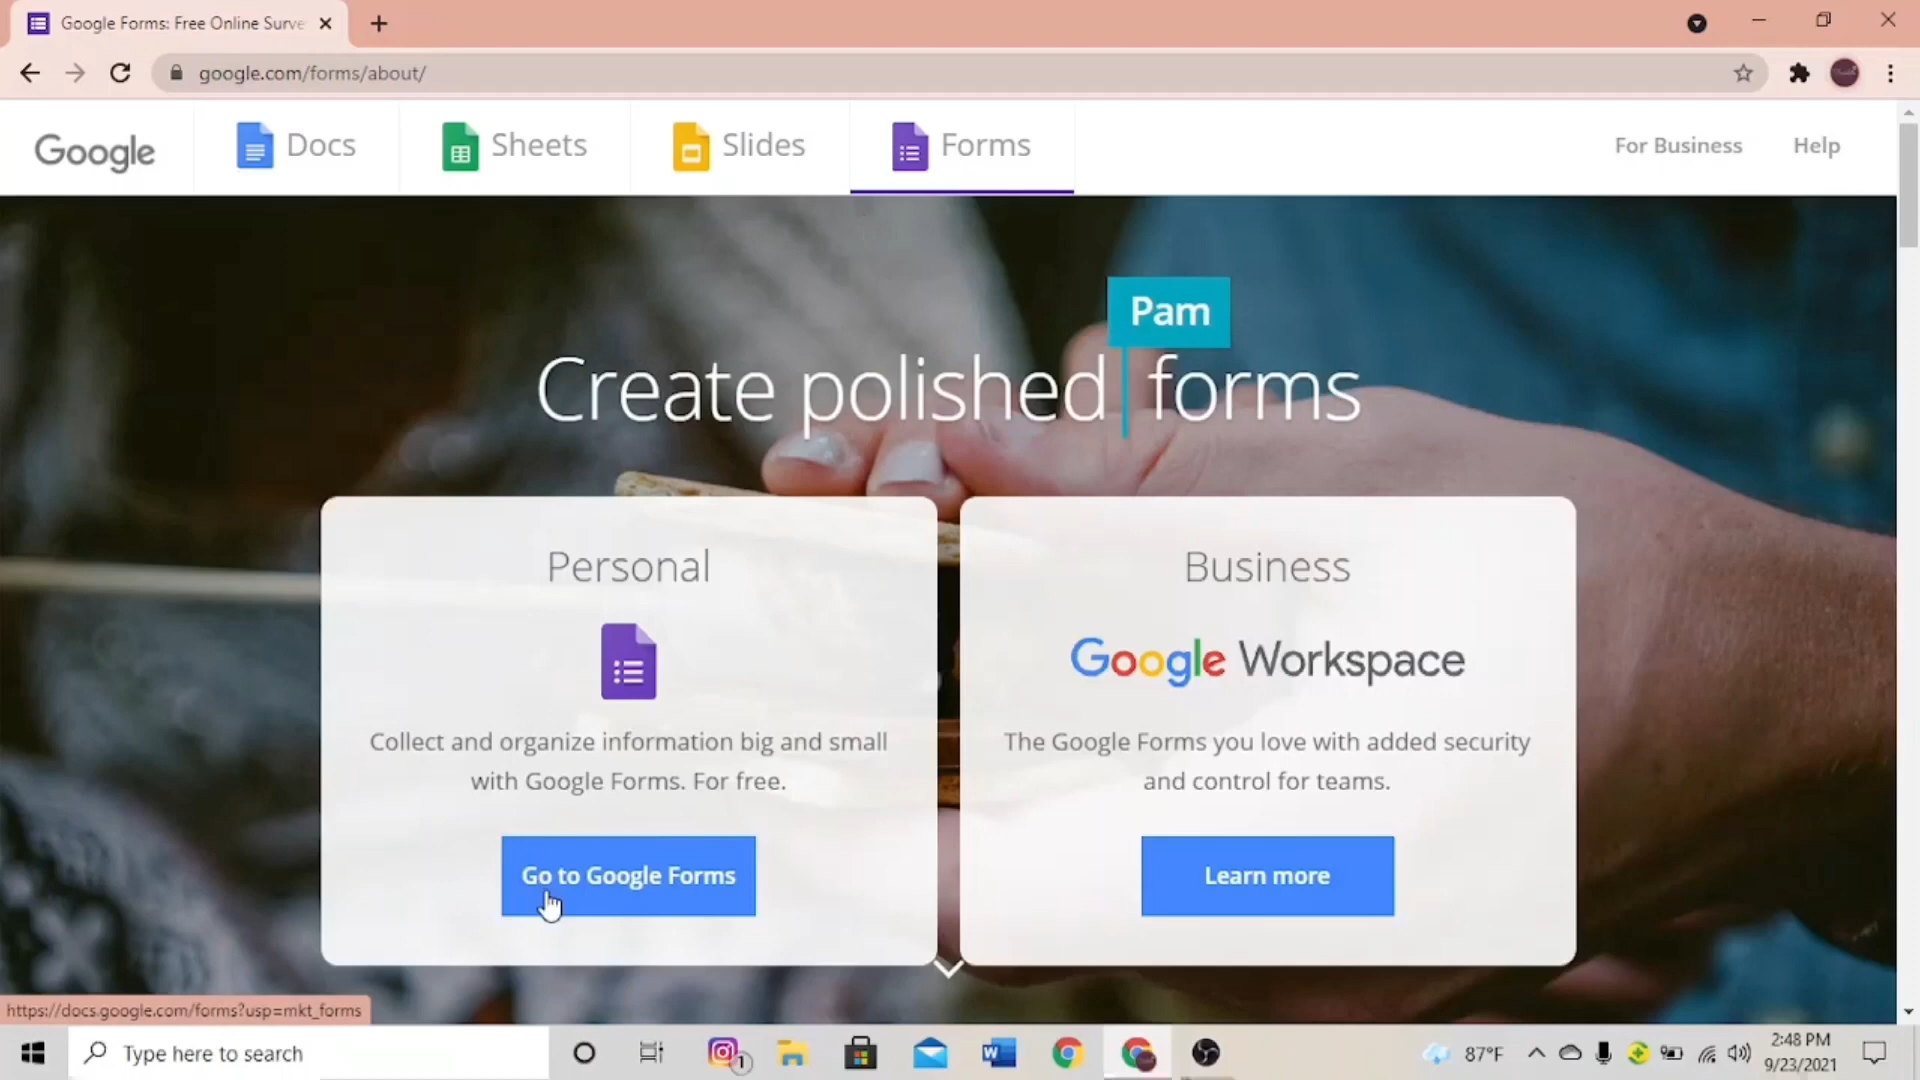 Google Forms: Free Online Surve
google.com/forms/about/
Google
Docs
Sheets
Slides
Forms
For Business
Help
Pam
Create polished forms
Personal
Collect and organize information big and small
with Google Forms. For free.
Go to Google Forms
Business
Google Workspace
The Google Forms you love with added security
and control for teams.
Learn more
https://docs.google.com/forms?usp=mkt_forms
Type here to search
1
87°F
2:48 PM
9/23/2021